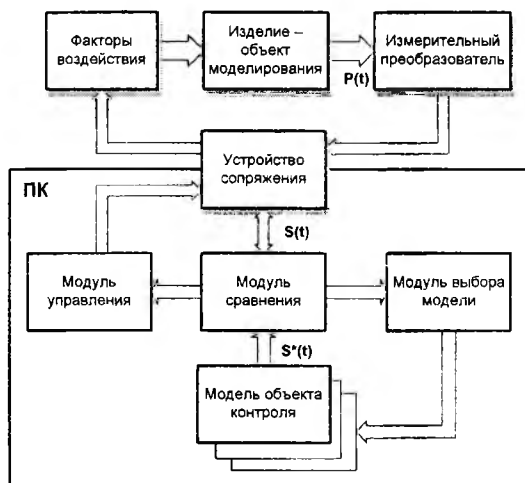 Факторы
воздействия
Изделие –
объект
моделирования
P(t)
Измерительный
преобразователь
Устройство
сопряжения
ПК
S(t)
Модуль
управления
Модуль
сравнения
Модуль выбора
модели
S*(t)
Модель объекта
контроля